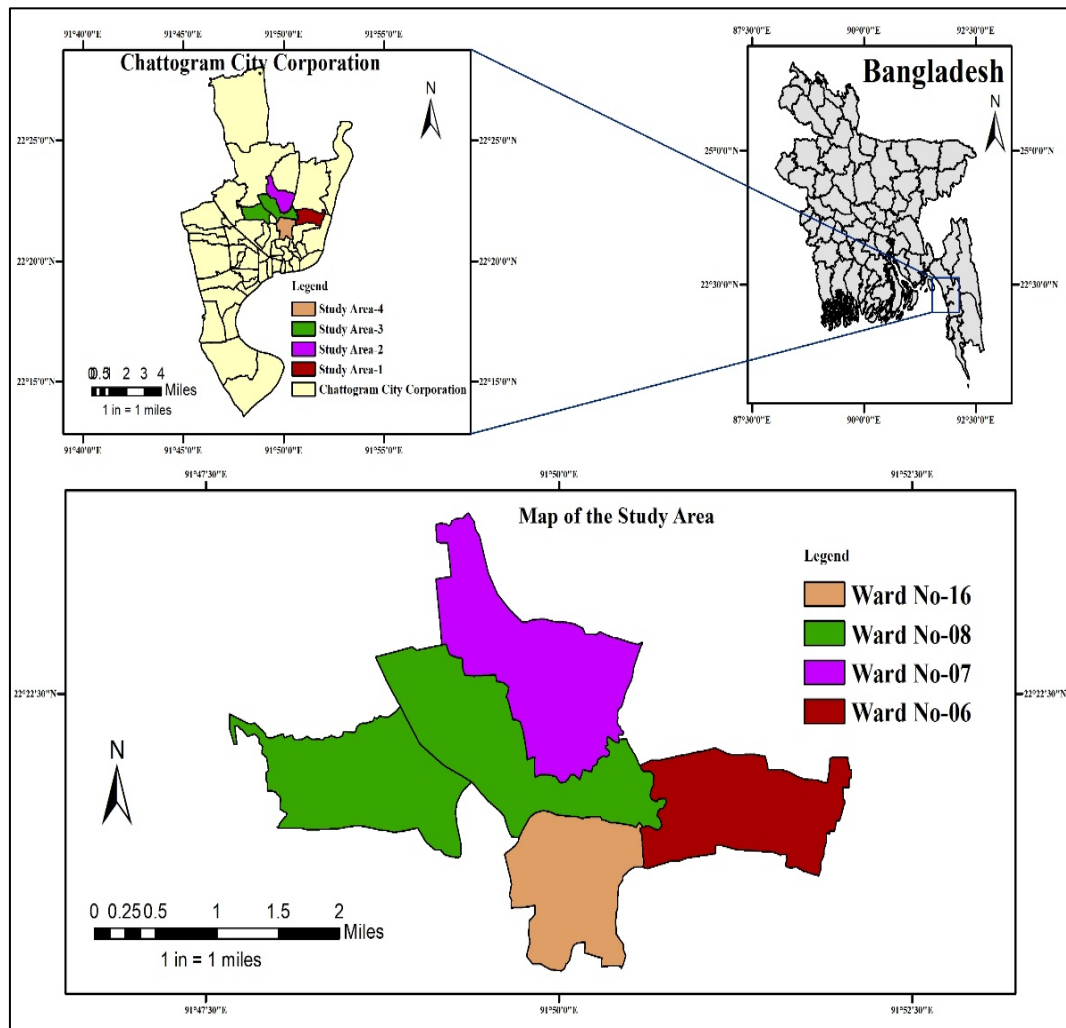 91°40'0"E 91°45'0"E 91°50'0"E 91°55'0"E
Chattogram City Corporation
N
22°25'0"N 22°25'0"N
22°20'0"N 22°20'0"N
22°15'0"N 22°15'0"N
Legend
Study Area-4
Study Area-3
Study Area-2
Study Area-1
Chattogram City Corporation
0 0.5 1 2 3 4
Miles
1 in = 1 miles
91°40'0"E 91°45'0"E 91°50'0"E 91°55'0"E
87°30'0"E 90°0'0"E 92°30'0"E
Bangladesh
N
25°0'0"N 25°0'0"N
22°30'0"N 22°30'0"N
87°30'0"E 90°0'0"E 92°30'0"E
91°47'30"E 91°50'0"E 91°52'30"E
Map of the Study Area
Legend
Ward No-16
Ward No-08
Ward No-07
Ward No-06
22°22'30"N 22°22'30"N
N
0 0.25 0.5 1 1.5 2
Miles
1 in = 1 miles
91°47'30"E 91°50'0"E 91°52'30"E